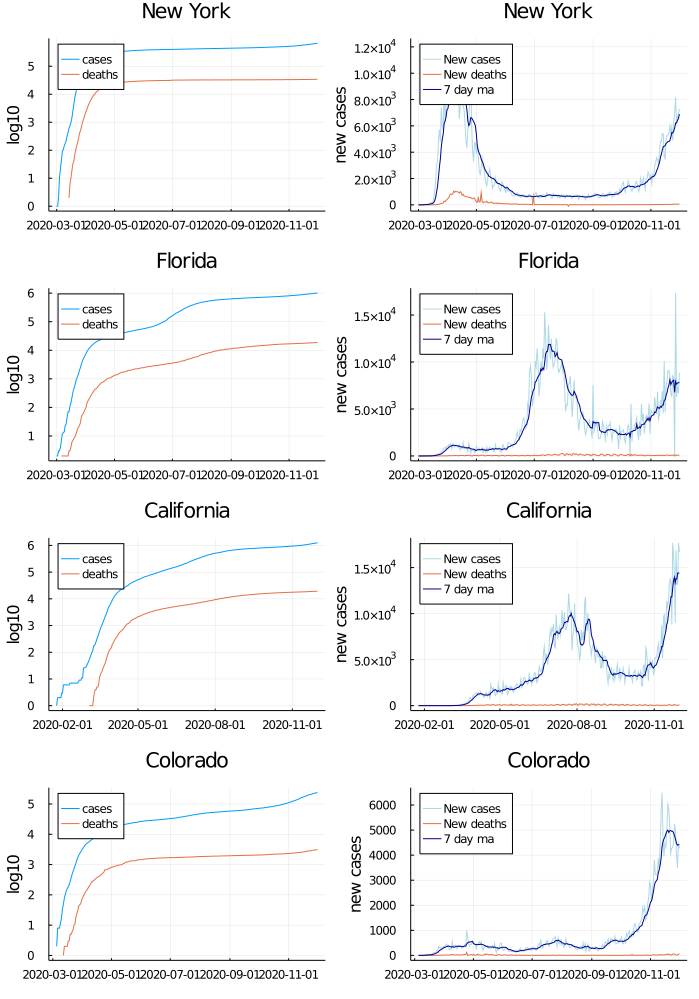 New York
log10
5
4
3
2
1
0
cases
deaths
2020-03-01 2020-05-01 2020-07-01 2020-09-01 2020-11-01
New York
new cases
1.2×10⁴
1.0×10⁴
8.0×10³
6.0×10³
4.0×10³
2.0×10³
0
New cases
New deaths
7 day ma
2020-03-01 2020-05-01 2020-07-01 2020-09-01 2020-11-01
Florida
log10
6
5
4
3
2
1
cases
deaths
2020-03-01 2020-05-01 2020-07-01 2020-09-01 2020-11-01
Florida
new cases
1.5×10⁴
1.0×10⁴
5.0×10³
0
New cases
New deaths
7 day ma
2020-03-01 2020-05-01 2020-07-01 2020-09-01 2020-11-01
California
log10
6
5
4
3
2
1
0
cases
deaths
2020-02-01 2020-05-01 2020-08-01 2020-11-01
California
new cases
1.5×10⁴
1.0×10⁴
5.0×10³
0
New cases
New deaths
7 day ma
2020-02-01 2020-05-01 2020-08-01 2020-11-01
Colorado
log10
5
4
3
2
1
0
cases
deaths
2020-03-01 2020-05-01 2020-07-01 2020-09-01 2020-11-01
Colorado
new cases
6000
5000
4000
3000
2000
1000
0
New cases
New deaths
7 day ma
2020-03-01 2020-05-01 2020-07-01 2020-09-01 2020-11-01